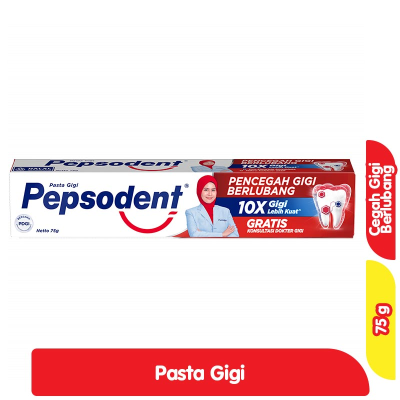 Pasta Gigi
Pepsodent®
Netto 75g
PDGI
PENCEGAH GIGI
BERLUBANG
10X Gigi
Lebih Kuat*
GRATIS
KONSULTASI DOKTER GIGI
Cegah Gigi
Berlubang
75 g
Pasta Gigi